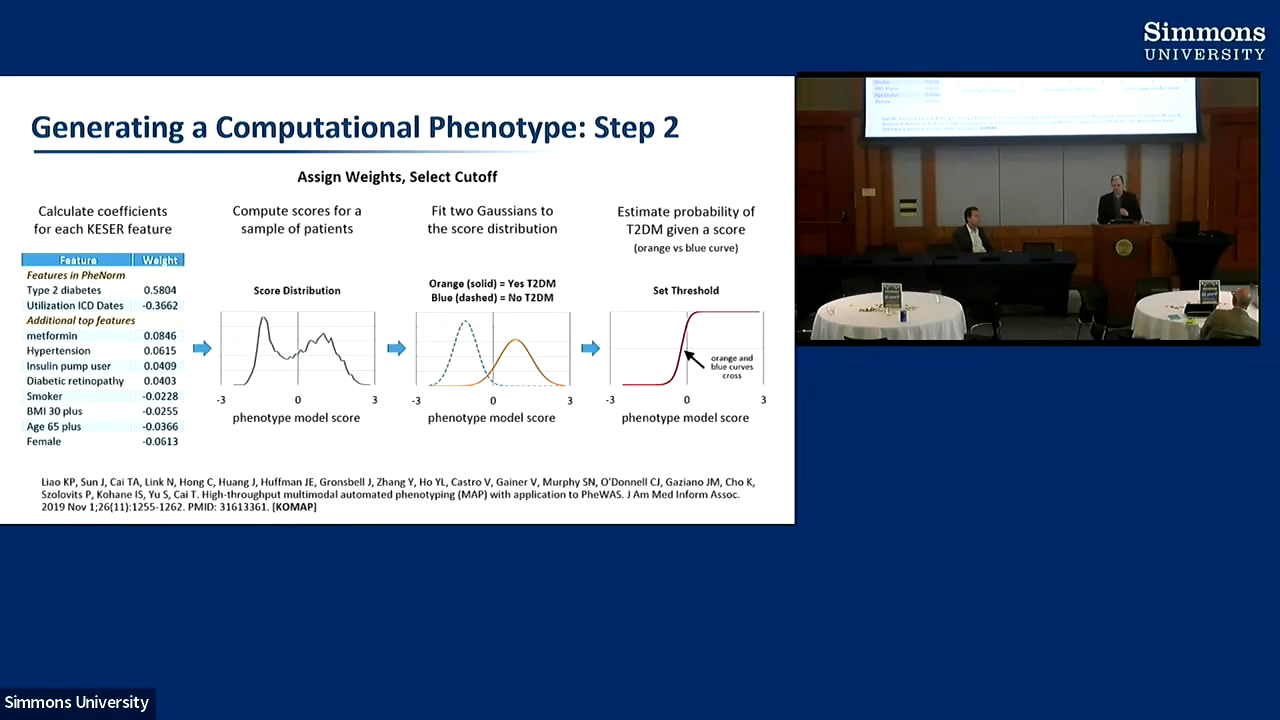 Simmons
UNIVERSITY
Generating a Computational Phenotype: Step 2
Assign Weights, Select Cutoff
Calculate coefficients
for each KESER feature
Feature Weight
Features in PheNorm
Type 2 diabetes 0.5804
Utilization ICD Dates -0.3662
Additional top features
metformin 0.0846
Hypertension 0.0615
Insulin pump user 0.0409
Diabetic retinopathy 0.0403
Smoker -0.0228
BMI 30 plus -0.0255
Age 65 plus -0.0366
Female -0.0613
Compute scores for a
sample of patients
Score Distribution
-3 0 3
phenotype model score
Fit two Gaussians to
the score distribution
Orange (solid) = Yes T2DM
Blue (dashed) = No T2DM
-3 0 3
phenotype model score
Estimate probability of
T2DM given a score
(orange vs blue curve)
Set Threshold
orange and
blue curves
cross
-3 0 3
phenotype model score
Liao KP, Sun J, Cai TA, Link N, Hong C, Huang J, Huffman JE, Gronsbell J, Zhang Y, Ho YL, Castro V, Gainer V, Murphy SN, O'Donnell CJ, Gaziano JM, Cho K,
Szolovits P, Kohane IS, Yu S, Cai T. High-throughput multimodal automated phenotyping (MAP) with application to PheWAS. J Am Med Inform Assoc.
2019 Nov 1;26(11):1255-1262. PMID: 31613361. [KOMAP]
Simmons University